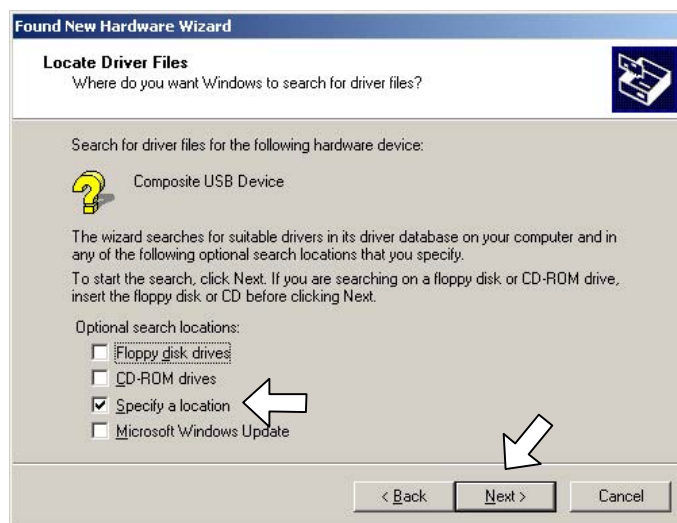 Found New Hardware Wizard
Locate Driver Files
Where do you want Windows to search for driver files?
Search for driver files for the following hardware device:
Composite USB Device
The wizard searches for suitable drivers in its driver database on your computer and in
any of the following optional search locations that you specify.
To start the search, click Next. If you are searching on a floppy disk or CD-ROM drive,
insert the floppy disk or CD before clicking Next.
Optional search locations:
Floppy disk drives
CD-ROM drives
Specify a location
Microsoft Windows Update
< Back Next > Cancel